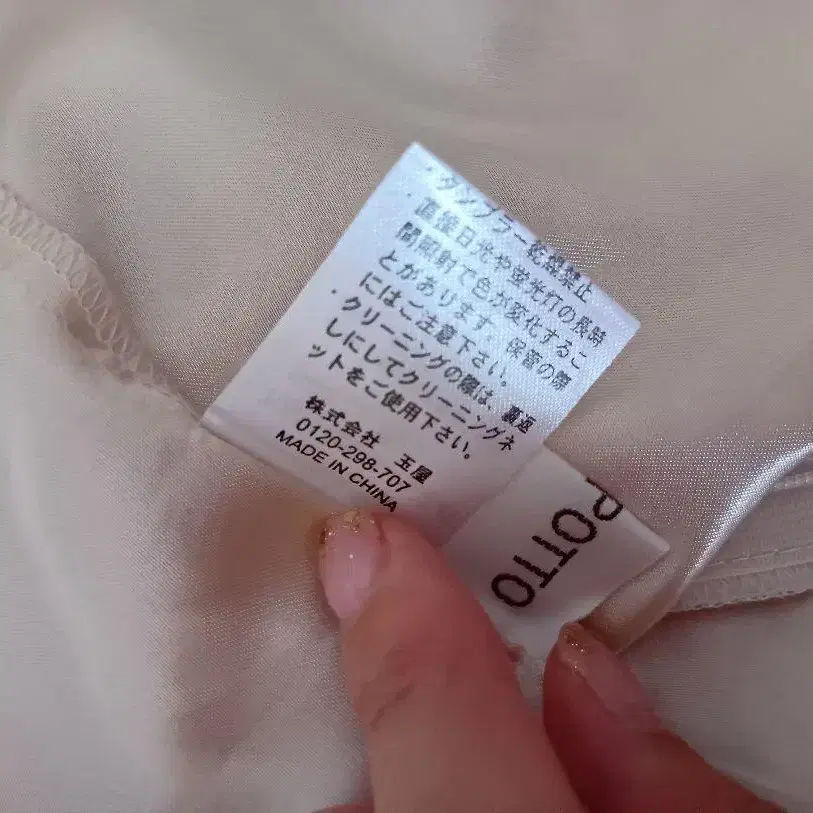 ・タンブラー乾燥禁止
・直接日光や蛍光灯の長時
間照射で色が変化するこ
とがあります。保管の際
にはご注意下さい。
・クリーニングの際は、裏返
しにしてクリーニングネ
ットをご使用下さい。
株式会社 玉屋
0120-298-707
MADE IN CHINA
POTTO